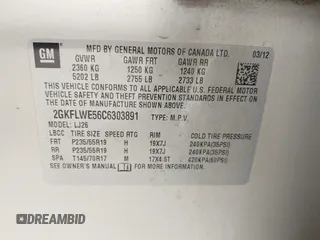 GM
MFD BY GENERAL MOTORS OF CANADA LTD.
03/12
GVWR GAWR FRT GAWR RR
2360 KG 1250 KG 1240 KG
5202 LB 2755 LB 2733 LB
THIS VEHICLE CONFORMS TO ALL APPLICABLE U.S. FEDERAL
MOTOR VEHICLE SAFETY, BUMPER, AND THEFT PREVENTION
STANDARDS IN EFFECT ON THE DATE OF MANUFACTURE SHOWN ABOVE.
2GKFLWE56C6303891 TYPE: M.P.V.
MODEL: LJ26
LBCC TIRE SIZE SPEED RTG RIM COLD TIRE PRESSURE
FRT P235/55R19 H 19X7J 240KPA(35PSI)
RR P235/55R19 H 19X7J 240KPA(35PSI)
SPA T145/70R17 M 17X4.5T 420KPA(60PSI)
SEE OWNER'S MANUAL FOR ADDITIONAL INFORMATION
DREAMBID